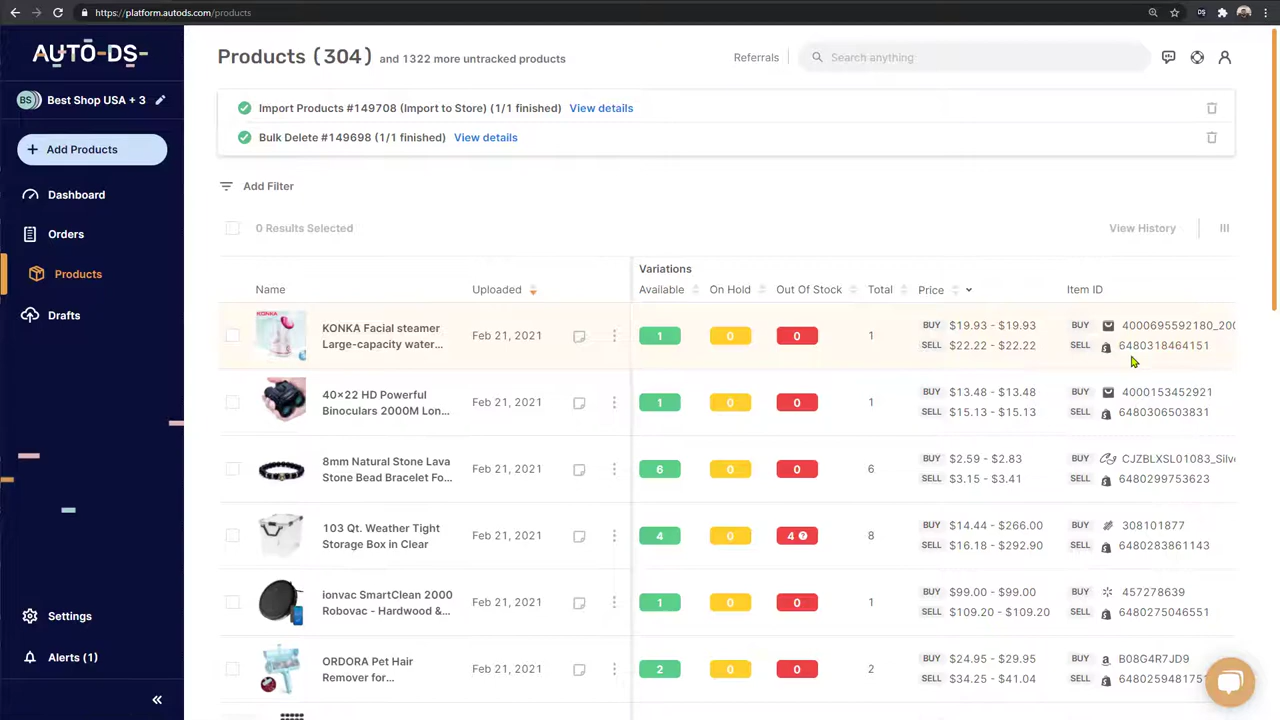 https://platform.autods.com/products
AUTO-DS
Products (304) and 1322 more untracked products
Referrals
Search anything
BS Best Shop USA + 3
Import Products #149708 (Import to Store) (1/1 finished) View details
Bulk Delete #149698 (1/1 finished) View details
+ Add Products
Dashboard
Orders
Products
Drafts
Settings
Alerts (1)
«
Add Filter
0 Results Selected
View History
Variations
Name Uploaded Available On Hold Out Of Stock Total Price Item ID
KONKA Facial steamer
Large-capacity water...
Feb 21, 2021 1 0 0 1
BUY $19.93 - $19.93 BUY 4000695592180_200
SELL $22.22 - $22.22 SELL 6480318464151
40×22 HD Powerful
Binoculars 2000M Lon...
Feb 21, 2021 1 0 0 1
BUY $13.48 - $13.48 BUY 4000153452921
SELL $15.13 - $15.13 SELL 6480306503831
8mm Natural Stone Lava
Stone Bead Bracelet Fo...
Feb 21, 2021 6 0 0 6
BUY $2.59 - $2.83 BUY CJZBLXSL01083_Silve
SELL $3.15 - $3.41 SELL 6480299753623
103 Qt. Weather Tight
Storage Box in Clear
Feb 21, 2021 4 0 4 ? 8
BUY $14.44 - $266.00 BUY 308101877
SELL $16.18 - $292.90 SELL 6480283861143
ionvac SmartClean 2000
Robovac - Hardwood &...
Feb 21, 2021 1 0 0 1
BUY $99.00 - $99.00 BUY 457278639
SELL $109.20 - $109.20 SELL 6480275046551
ORDORA Pet Hair
Remover for...
Feb 21, 2021 2 0 0 2
BUY $24.95 - $29.95 BUY B08G4R7JD9
SELL $34.25 - $41.04 SELL 648025948175